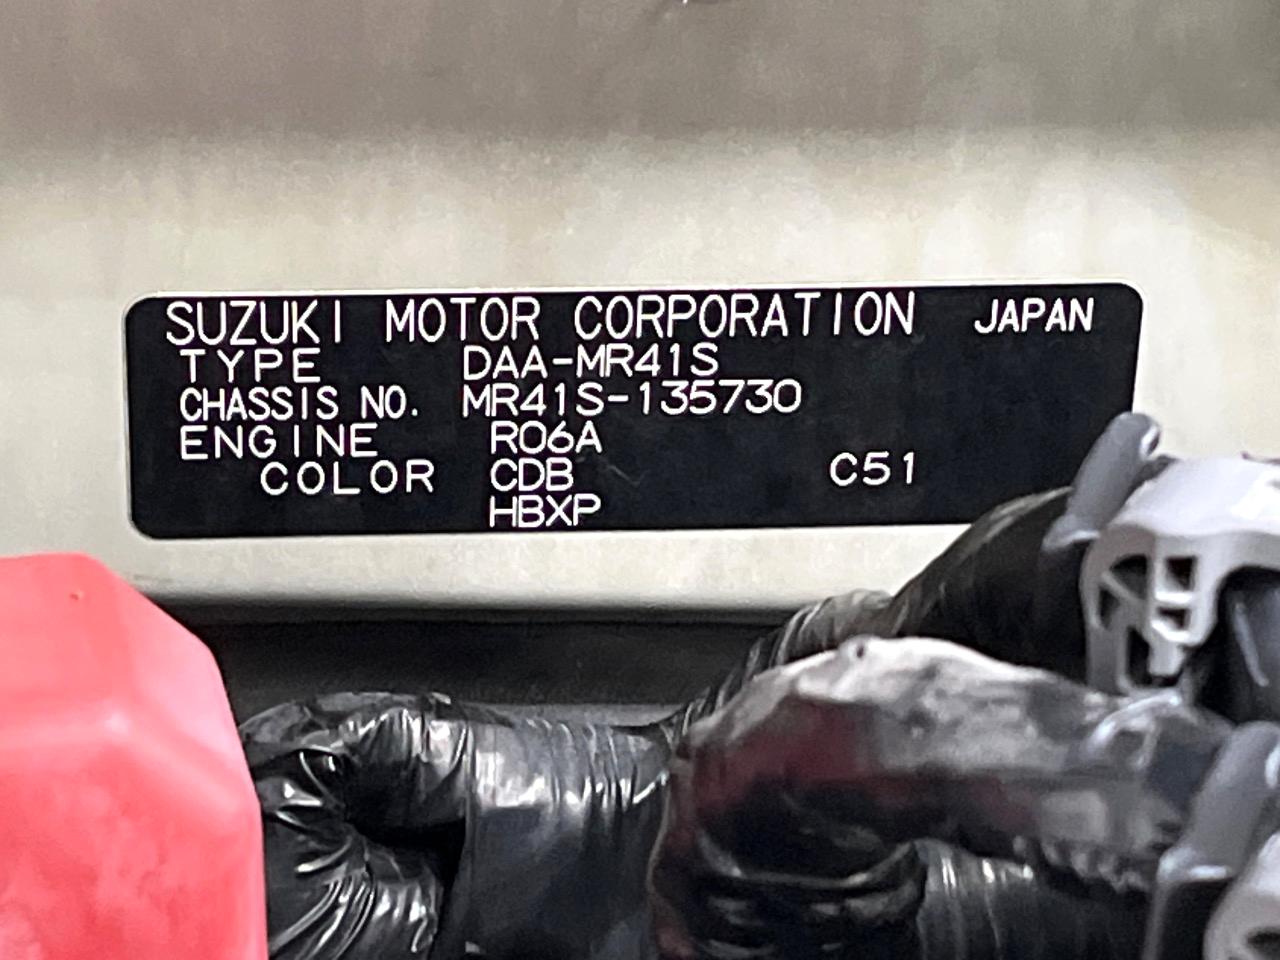 SUZUKI MOTOR CORPORATION JAPAN
TYPE DAA-MR41S
CHASSIS NO. MR41S-135730
ENGINE R06A
COLOR CDB C51
HBXP